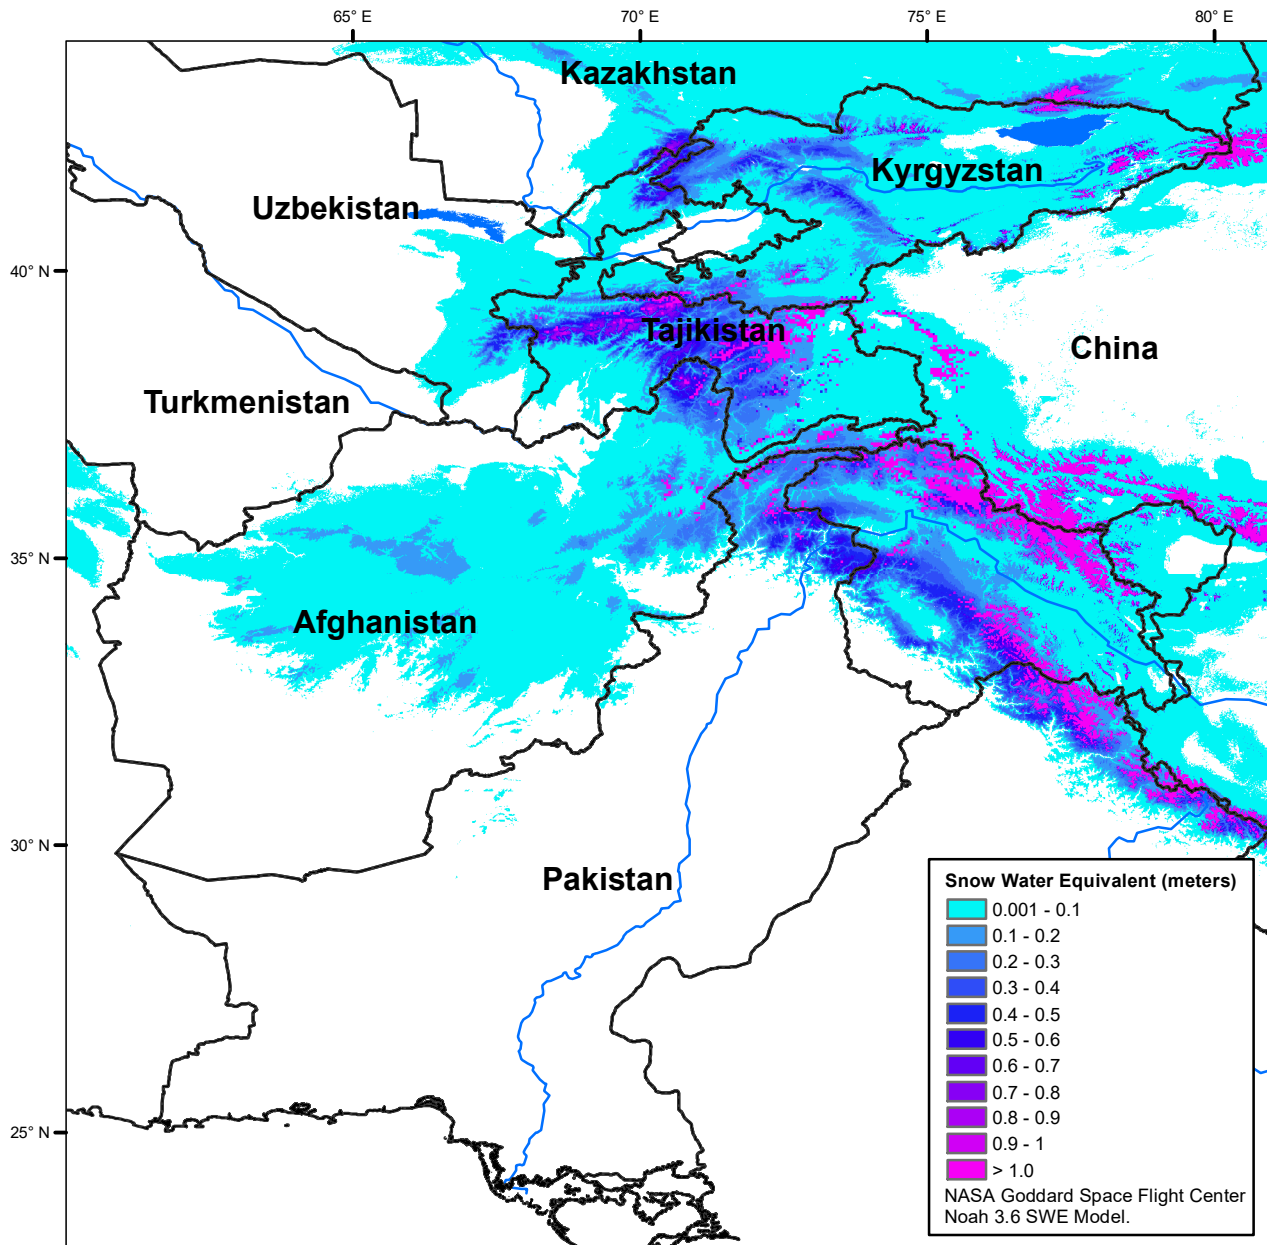 65° E
70° E
75° E
80° E
Kazakhstan
Kyrgyzstan
Uzbekistan
40° N
Tajikistan
China
Turkmenistan
35° N
Afghanistan
30° N
Pakistan
25° N
Snow Water Equivalent (meters)
0.001 - 0.1
0.1 - 0.2
0.2 - 0.3
0.3 - 0.4
0.4 - 0.5
0.5 - 0.6
0.6 - 0.7
0.7 - 0.8
0.8 - 0.9
0.9 - 1
> 1.0
NASA Goddard Space Flight Center
Noah 3.6 SWE Model.